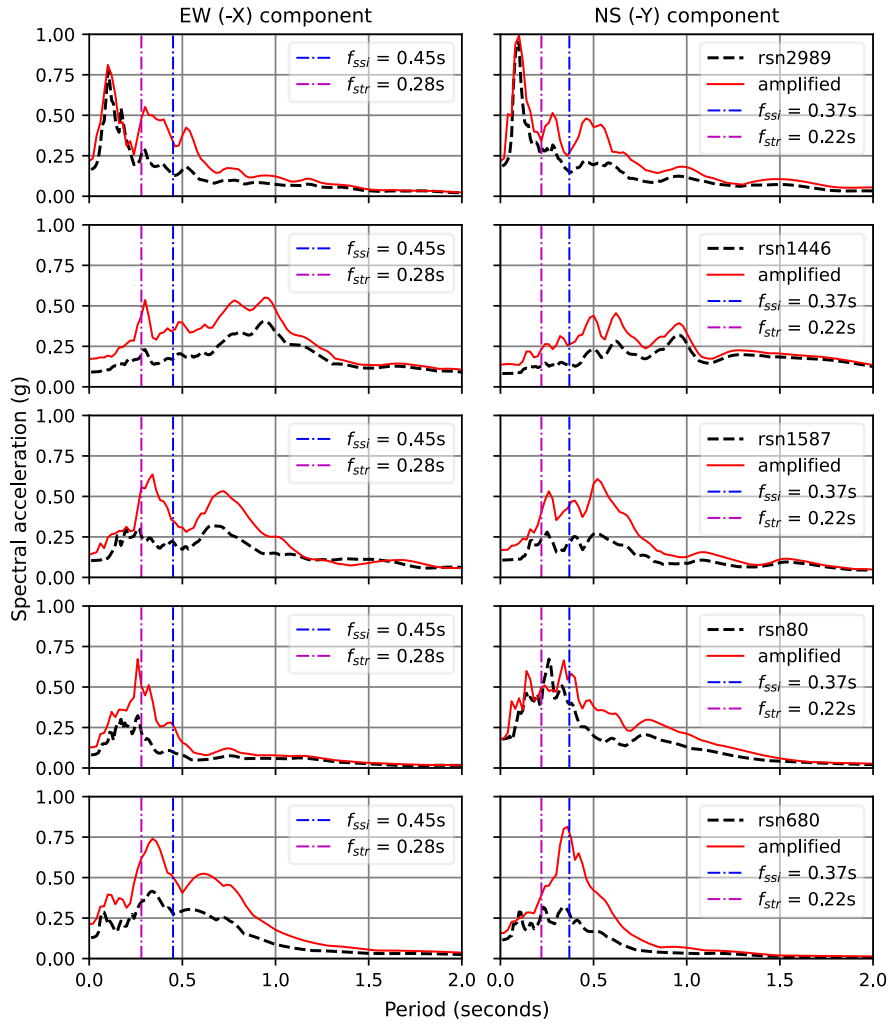 EW (-X) component
NS (-Y) component
Spectral acceleration (g)
1.00
0.75
0.50
0.25
0.00
f_ssi = 0.45s
f_str = 0.28s
rsn2989
amplified
f_ssi = 0.37s
f_str = 0.22s
1.00
0.75
0.50
0.25
0.00
f_ssi = 0.45s
f_str = 0.28s
rsn1446
amplified
f_ssi = 0.37s
f_str = 0.22s
1.00
0.75
0.50
0.25
0.00
f_ssi = 0.45s
f_str = 0.28s
rsn1587
amplified
f_ssi = 0.37s
f_str = 0.22s
1.00
0.75
0.50
0.25
0.00
f_ssi = 0.45s
f_str = 0.28s
rsn80
amplified
f_ssi = 0.37s
f_str = 0.22s
1.00
0.75
0.50
0.25
0.00
f_ssi = 0.45s
f_str = 0.28s
rsn680
amplified
f_ssi = 0.37s
f_str = 0.22s
0.0 0.5 1.0 1.5 2.0
0.0 0.5 1.0 1.5 2.0
Period (seconds)